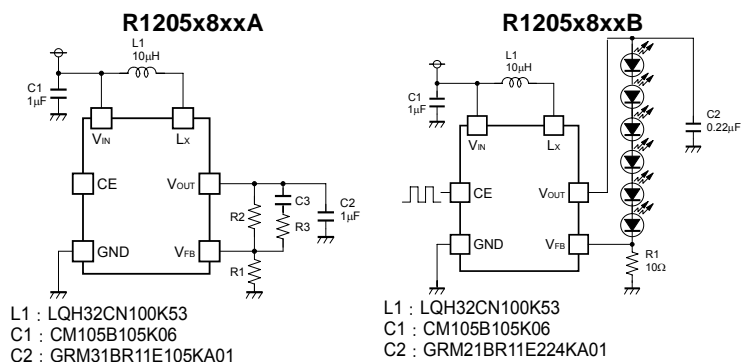 R1205x8xxA
L1
10μH
C1
1μF
VIN
LX
CE
VOUT
C3
C2
1μF
R2
R3
GND
VFB
R1
L1 : LQH32CN100K53
C1 : CM105B105K06
C2 : GRM31BR11E105KA01
R1205x8xxB
L1
10μH
C1
1μF
C2
0.22μF
VIN
LX
CE
VOUT
GND
VFB
R1
10Ω
L1 : LQH32CN100K53
C1 : CM105B105K06
C2 : GRM21BR11E224KA01